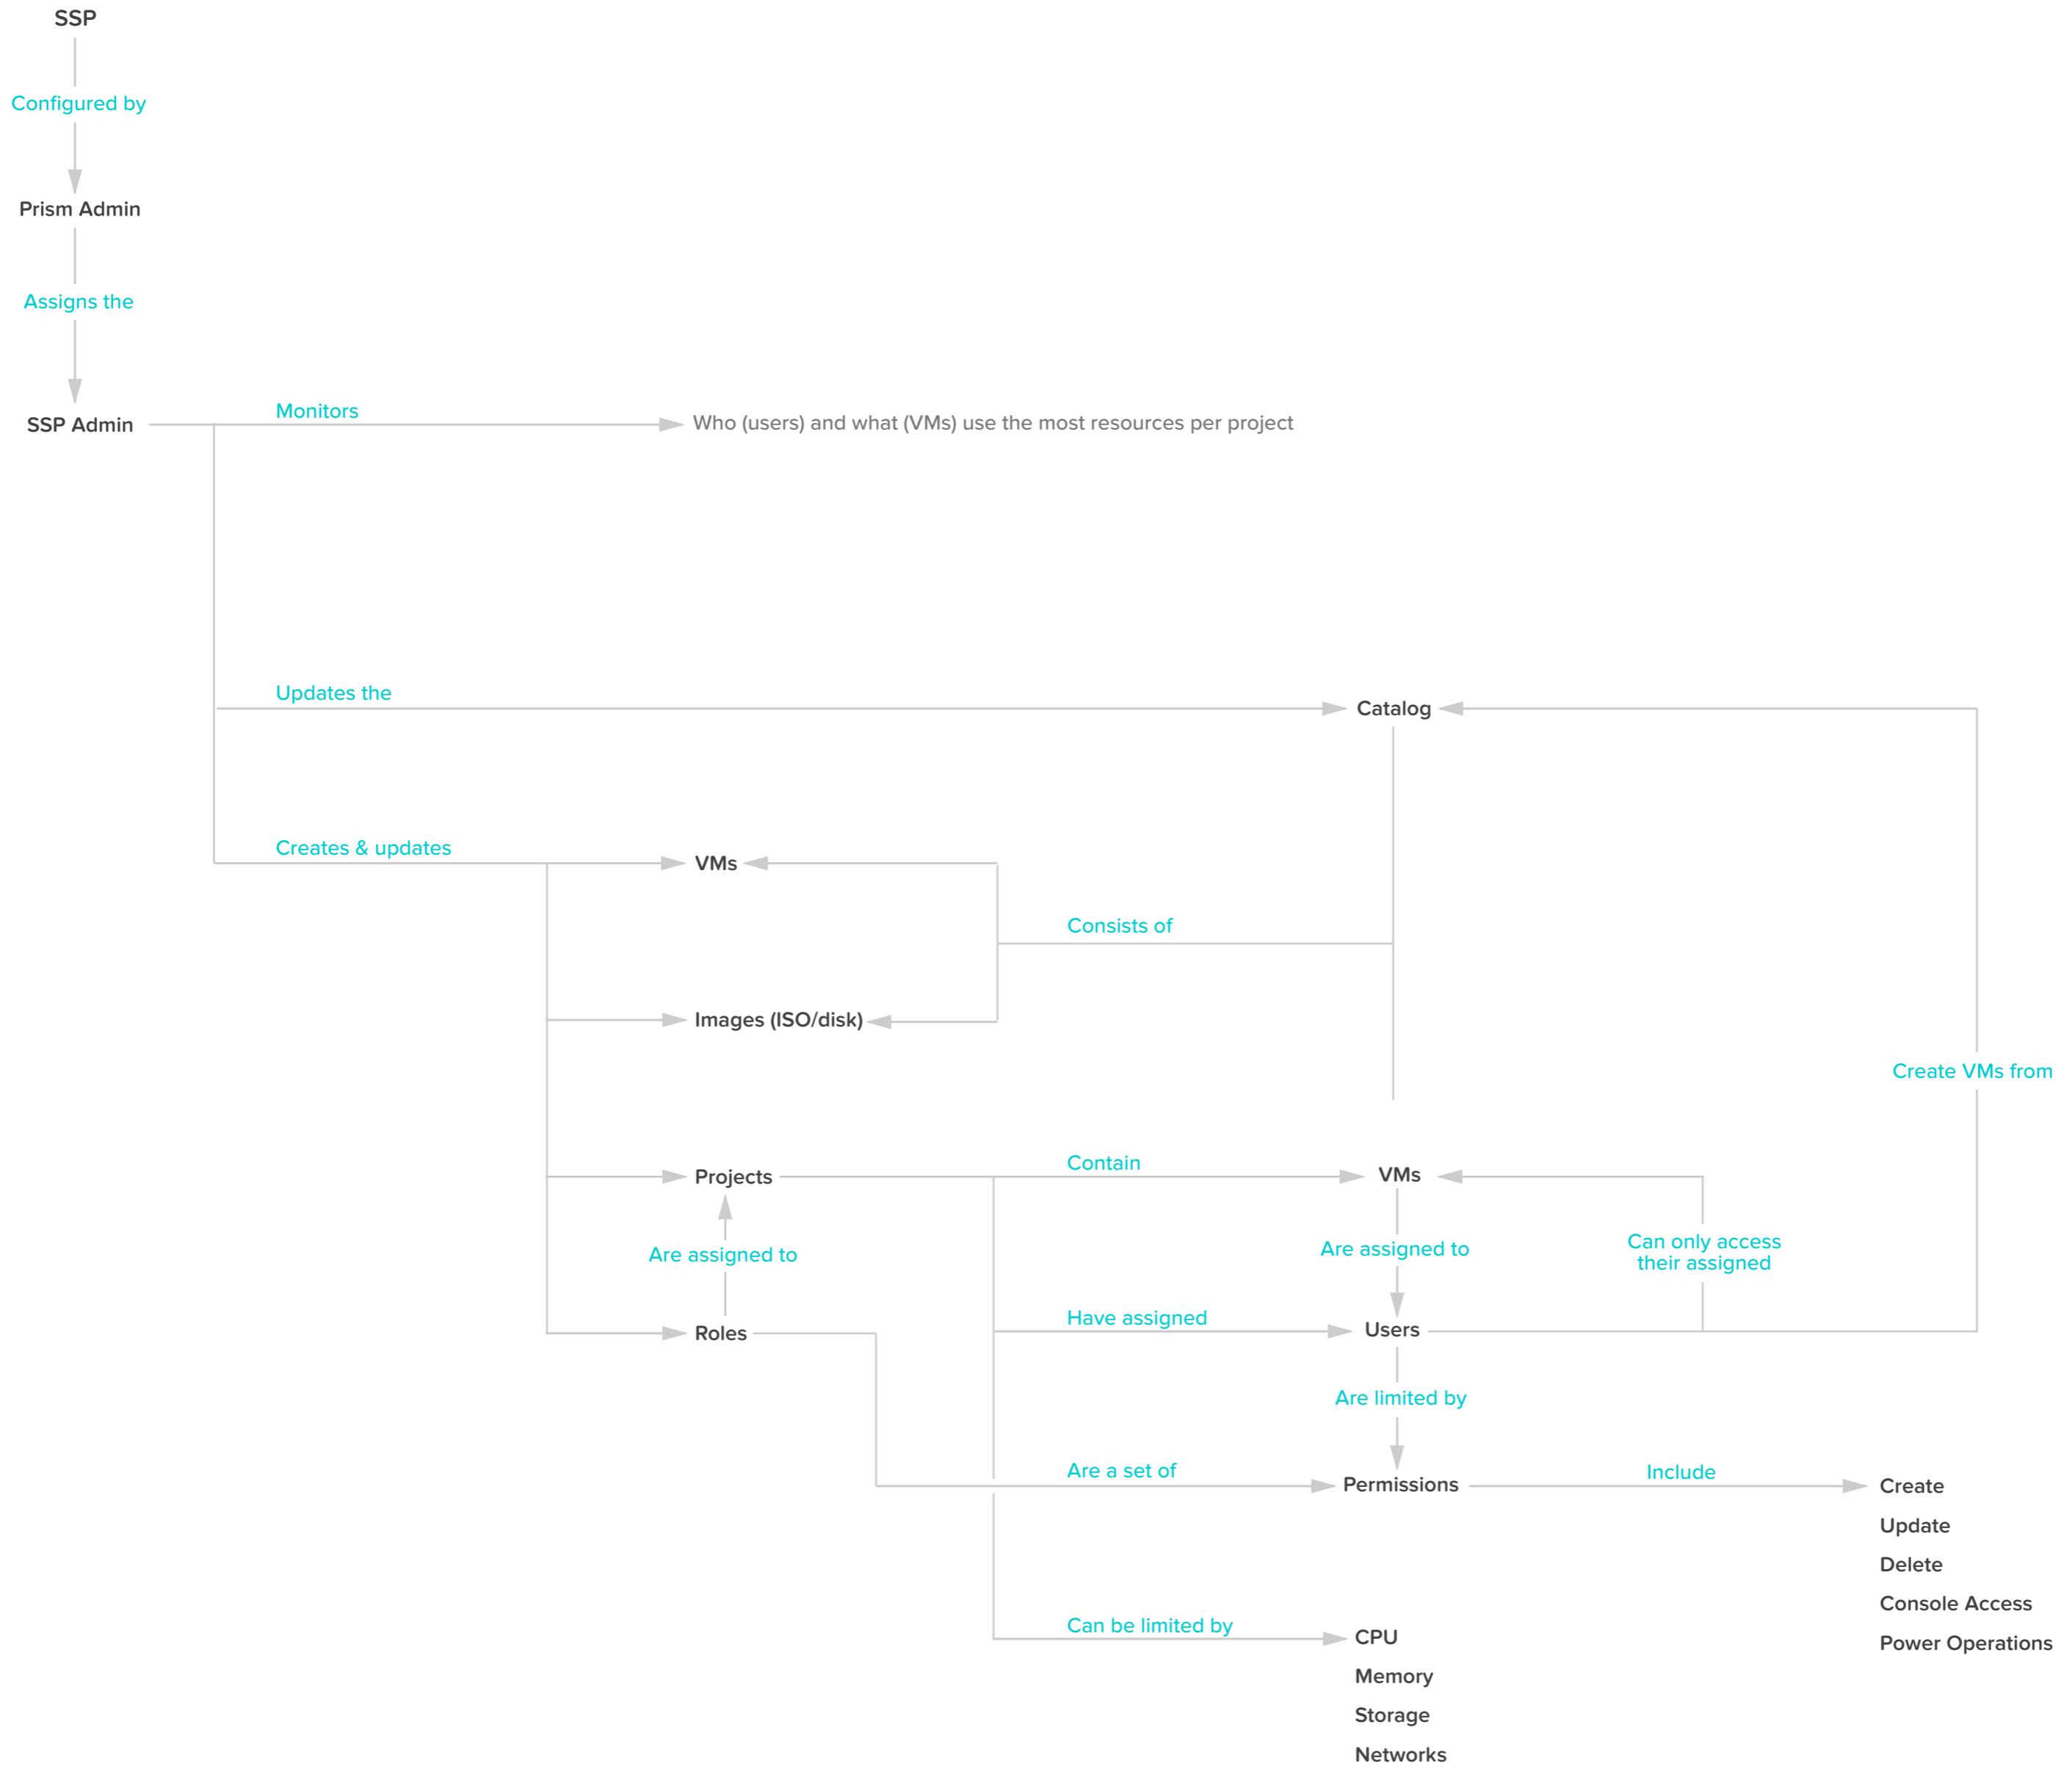 SSP
Configured by
Prism Admin
Assigns the
SSP Admin
Monitors
Who (users) and what (VMs) use the most resources per project
Updates the
Catalog
Creates & updates
VMs
Consists of
Images (ISO/disk)
Create VMs from
Projects
Contain
VMs
Are assigned to
Are assigned to
Can only access
their assigned
Roles
Have assigned
Users
Are limited by
Are a set of
Permissions
Include
Create
Update
Delete
Console Access
Power Operations
Can be limited by
CPU
Memory
Storage
Networks